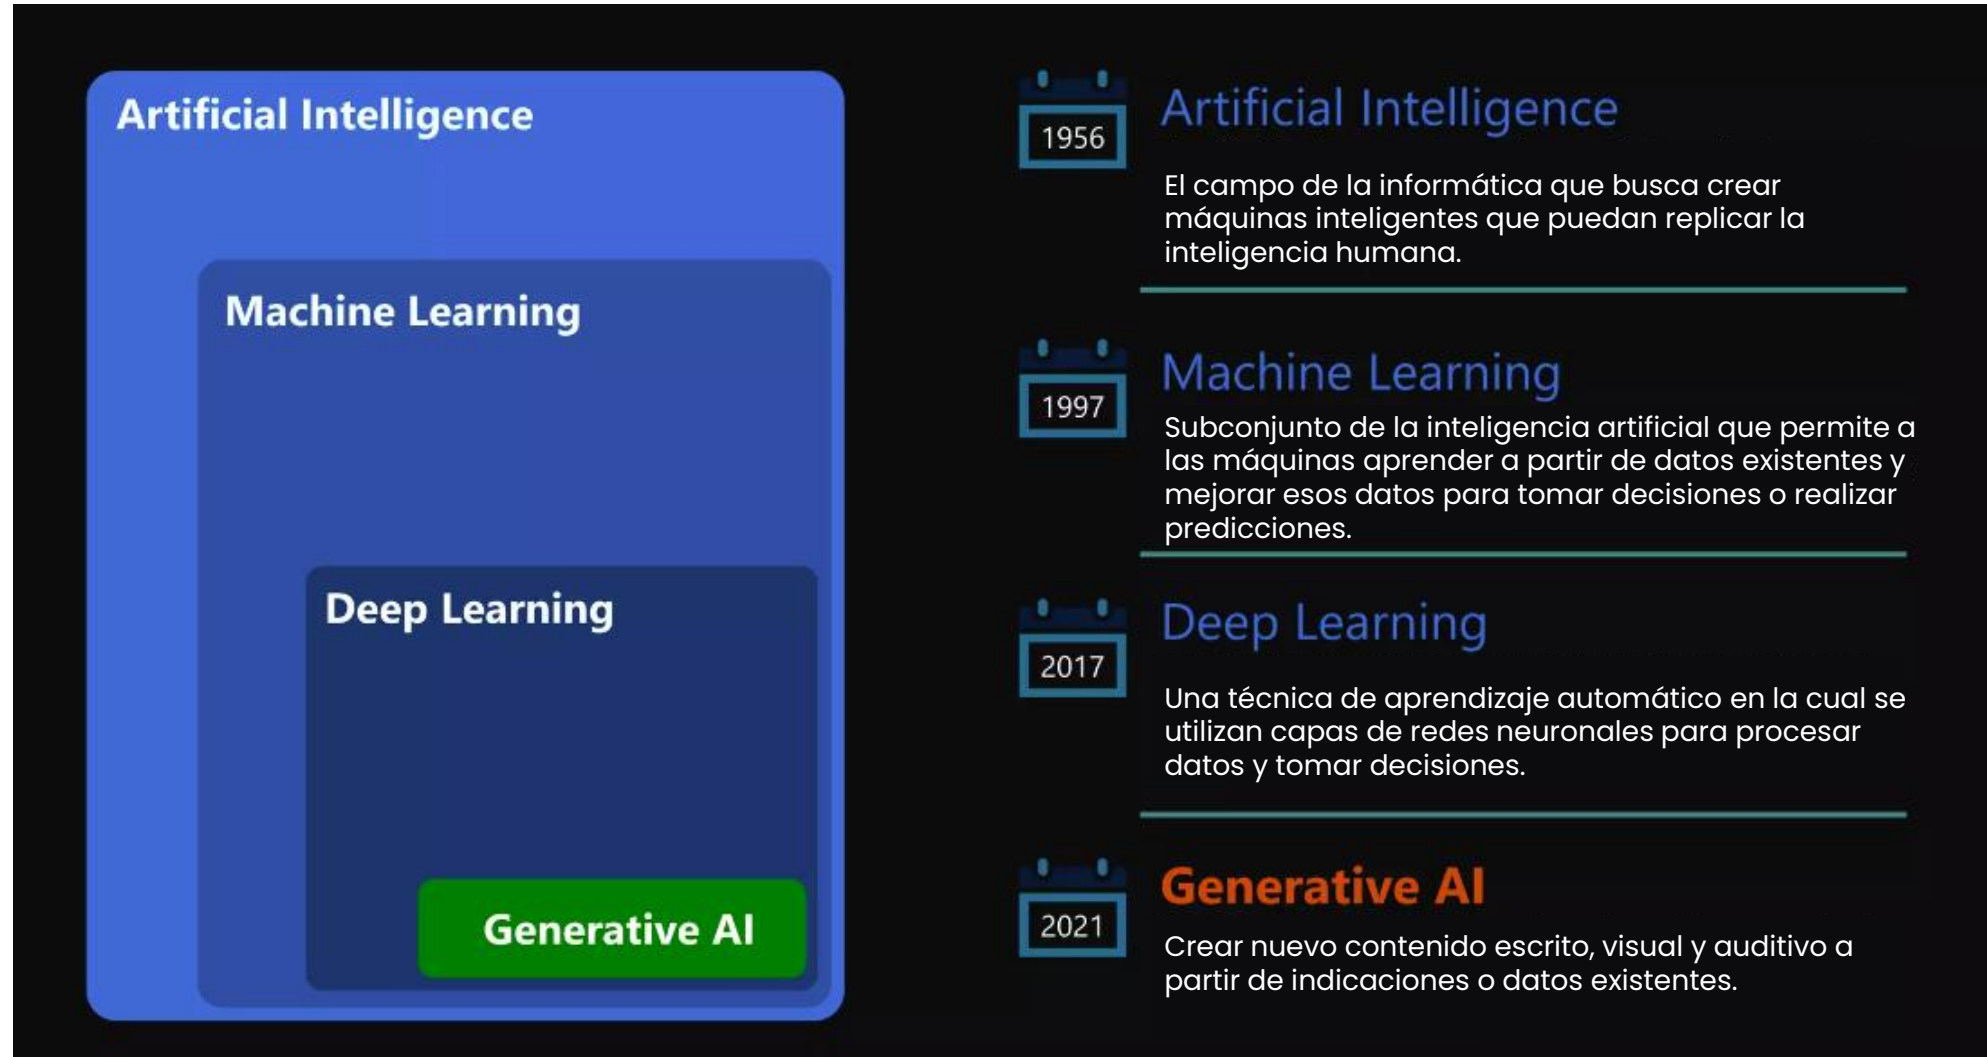 Artificial Intelligence
Machine Learning
Deep Learning
Generative AI
1956
Artificial Intelligence
El campo de la informática que busca crear
máquinas inteligentes que puedan replicar la
inteligencia humana.
1997
Machine Learning
Subconjunto de la inteligencia artificial que permite a
las máquinas aprender a partir de datos existentes y
mejorar esos datos para tomar decisiones o realizar
predicciones.
2017
Deep Learning
Una técnica de aprendizaje automático en la cual se
utilizan capas de redes neuronales para procesar
datos y tomar decisiones.
2021
Generative AI
Crear nuevo contenido escrito, visual y auditivo a
partir de indicaciones o datos existentes.